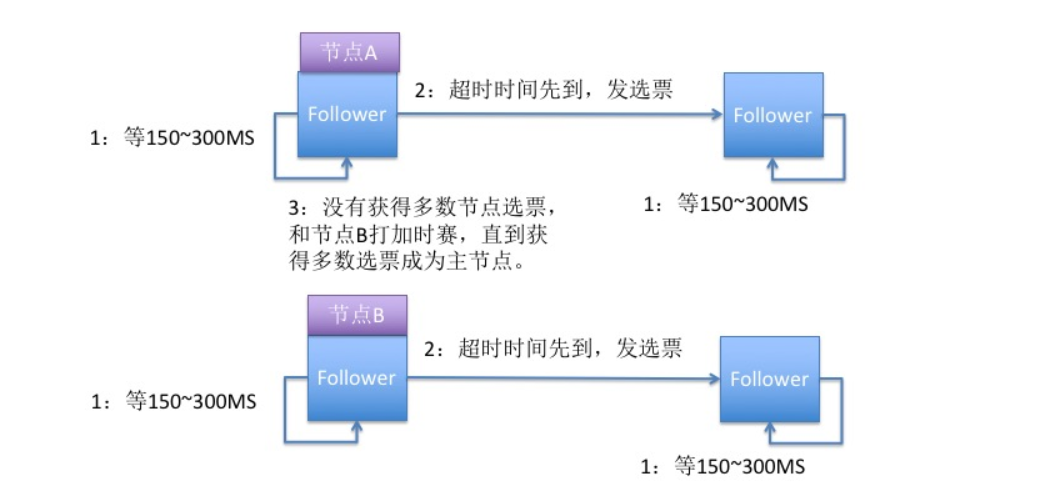 节点A
2：超时时间先到，发选票
Follower
Follower
1：等150~300MS
1：等150~300MS
3：没有获得多数节点选票，
和节点B打加时赛，直到获
得多数选票成为主节点。
节点B
2：超时时间先到，发选票
Follower
Follower
1：等150~300MS
1：等150~300MS